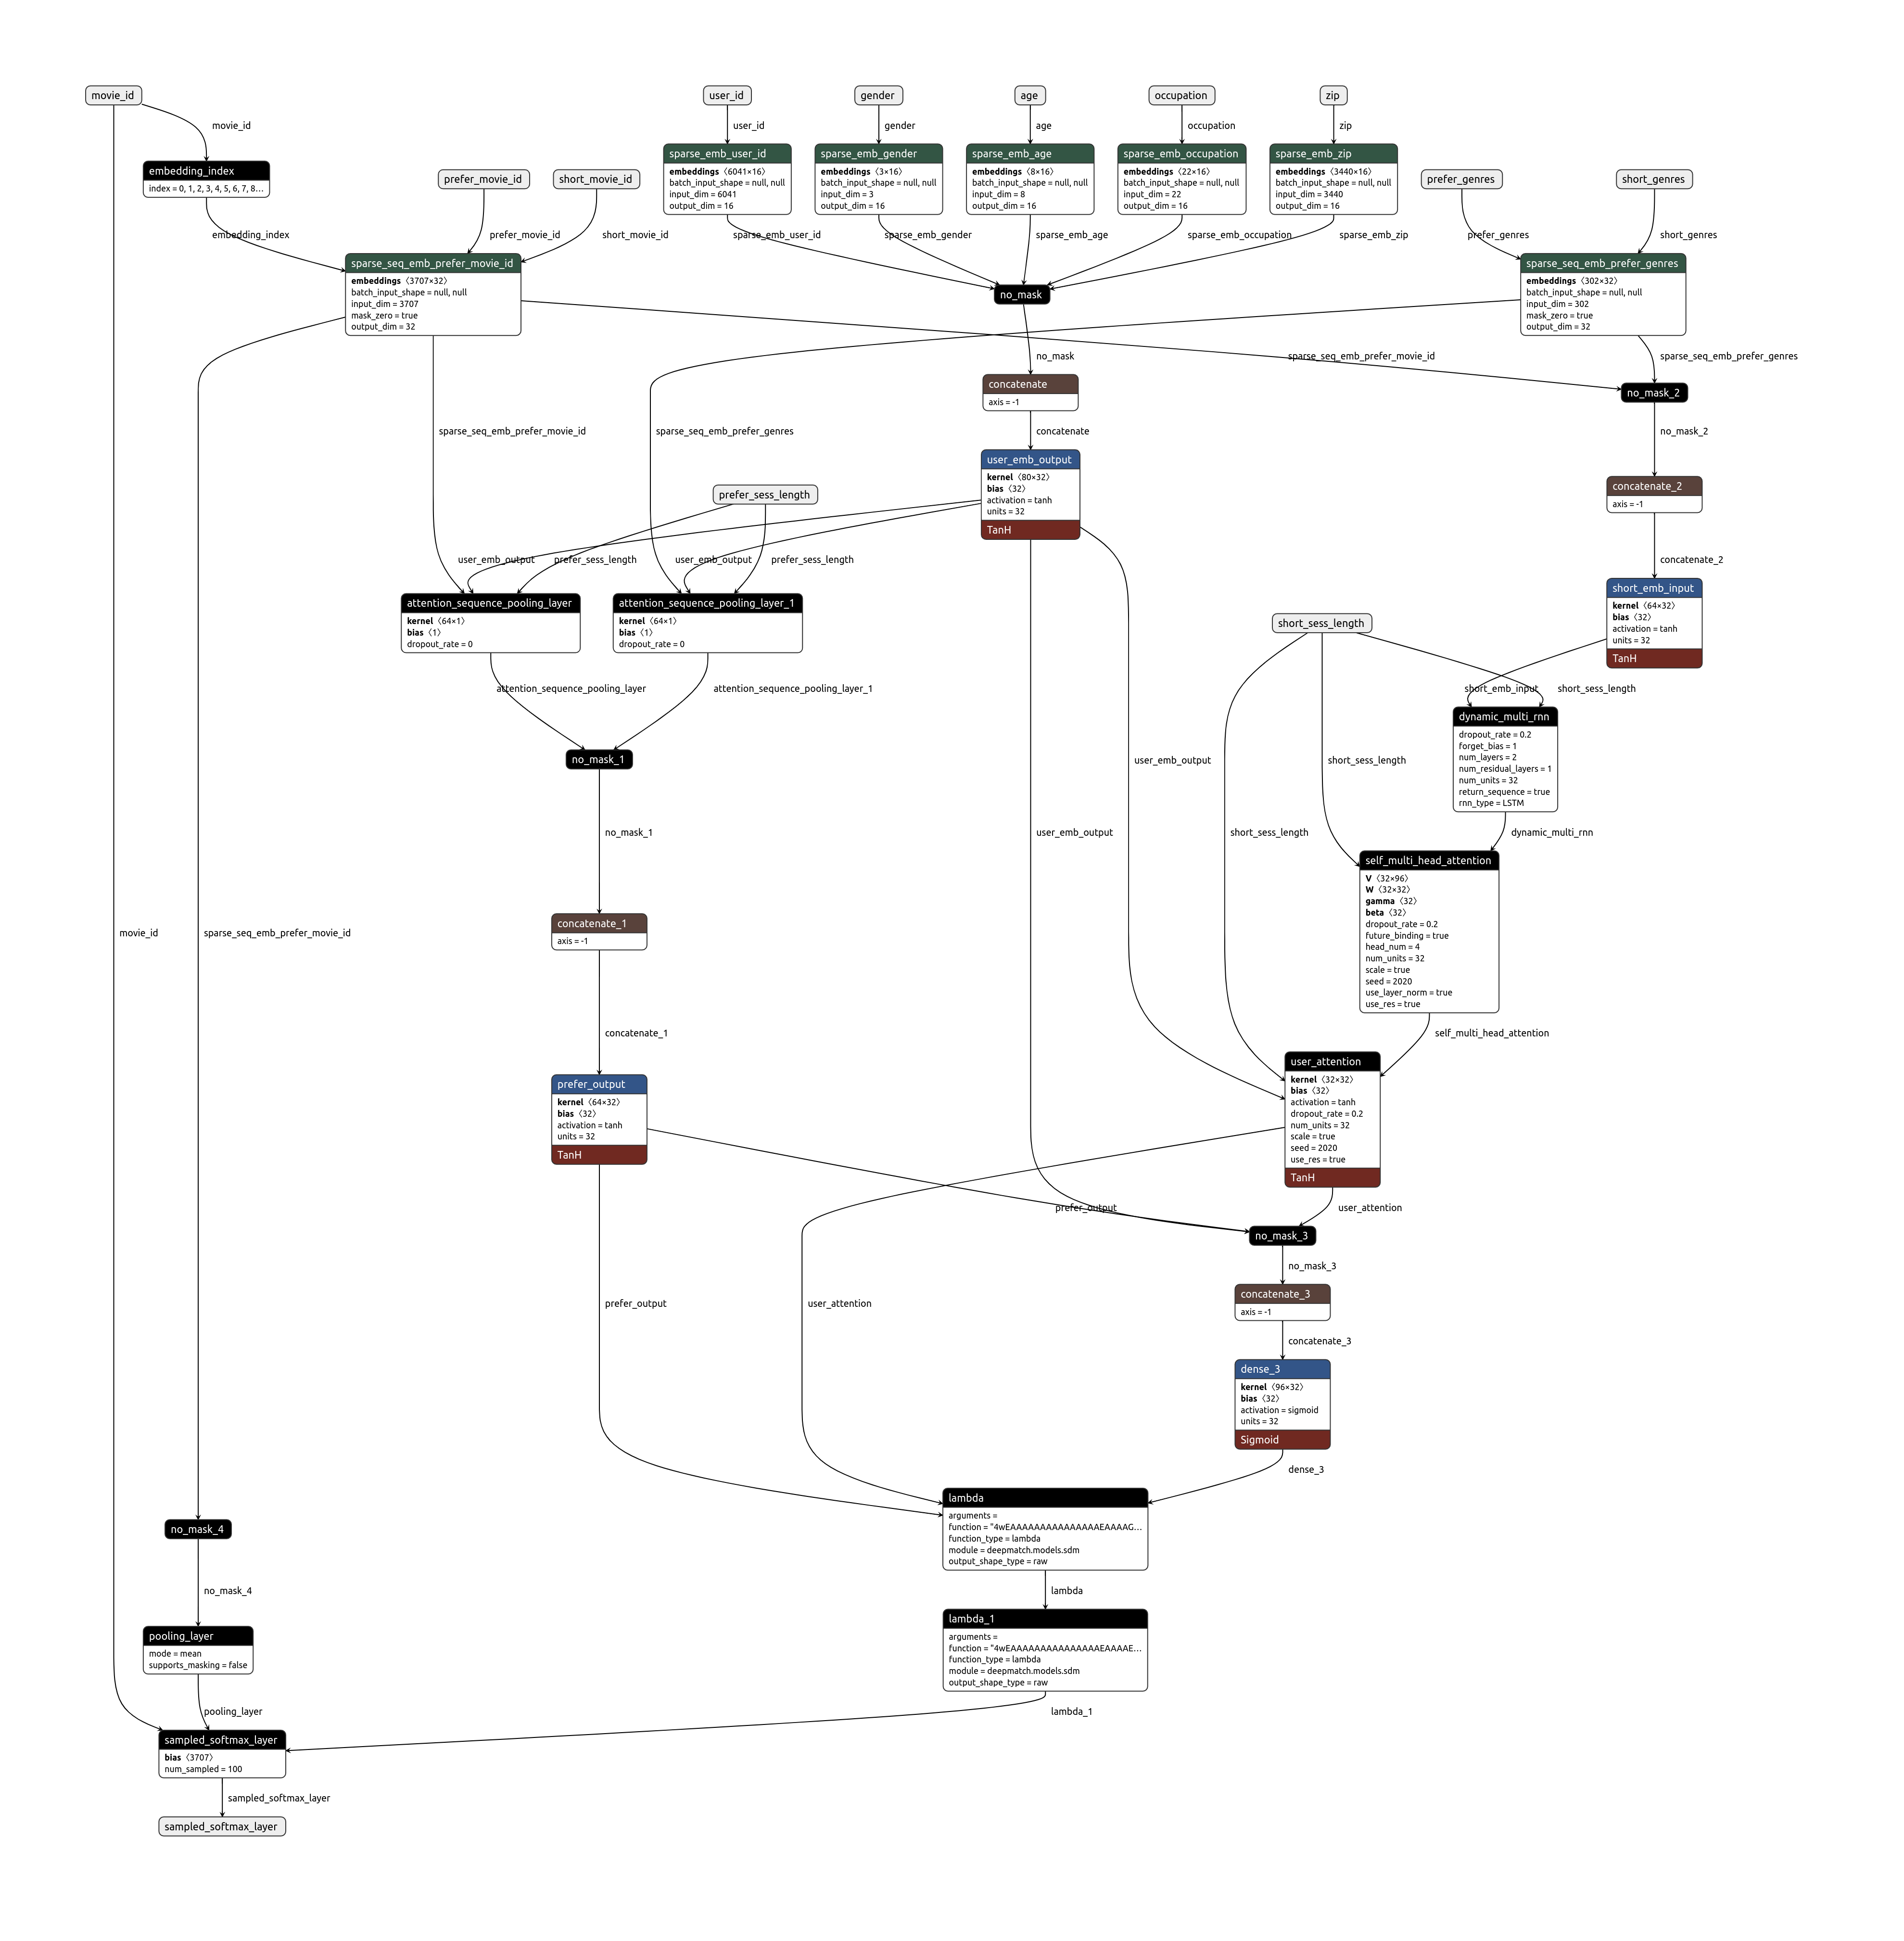 movie_id
user_id
gender
age
occupation
zip
movie_id
user_id
gender
age
occupation
zip
embedding_index
index = 0, 1, 2, 3, 4, 5, 6, 7, 8…
prefer_movie_id
short_movie_id
sparse_emb_user_id
embeddings 〈6041×16〉
batch_input_shape = null, null
input_dim = 6041
output_dim = 16
sparse_emb_gender
embeddings 〈3×16〉
batch_input_shape = null, null
input_dim = 3
output_dim = 16
sparse_emb_age
embeddings 〈8×16〉
batch_input_shape = null, null
input_dim = 8
output_dim = 16
sparse_emb_occupation
embeddings 〈22×16〉
batch_input_shape = null, null
input_dim = 22
output_dim = 16
sparse_emb_zip
embeddings 〈3440×16〉
batch_input_shape = null, null
input_dim = 3440
output_dim = 16
prefer_genres
short_genres
embedding_index
prefer_movie_id
short_movie_id
sparse_emb_user_id
sparse_emb_gender
sparse_emb_age
sparse_emb_occupation
sparse_emb_zip
prefer_genres
short_genres
sparse_seq_emb_prefer_movie_id
embeddings 〈3707×32〉
batch_input_shape = null, null
input_dim = 3707
mask_zero = true
output_dim = 32
no_mask
sparse_seq_emb_prefer_genres
embeddings 〈302×32〉
batch_input_shape = null, null
input_dim = 302
mask_zero = true
output_dim = 32
no_mask
sparse_seq_emb_prefer_movie_id
sparse_seq_emb_prefer_genres
concatenate
axis = -1
no_mask_2
sparse_seq_emb_prefer_movie_id
sparse_seq_emb_prefer_genres
concatenate
no_mask_2
prefer_sess_length
user_emb_output
kernel 〈80×32〉
bias 〈32〉
activation = tanh
units = 32
TanH
concatenate_2
axis = -1
user_emb_output
prefer_sess_length
user_emb_output
prefer_sess_length
concatenate_2
attention_sequence_pooling_layer
kernel 〈64×1〉
bias 〈1〉
dropout_rate = 0
attention_sequence_pooling_layer_1
kernel 〈64×1〉
bias 〈1〉
dropout_rate = 0
short_sess_length
short_emb_input
kernel 〈64×32〉
bias 〈32〉
activation = tanh
units = 32
TanH
attention_sequence_pooling_layer
attention_sequence_pooling_layer_1
short_emb_input
short_sess_length
no_mask_1
user_emb_output
short_sess_length
dynamic_multi_rnn
dropout_rate = 0.2
forget_bias = 1
num_layers = 2
num_residual_layers = 1
num_units = 32
return_sequence = true
rnn_type = LSTM
no_mask_1
user_emb_output
short_sess_length
dynamic_multi_rnn
self_multi_head_attention
V 〈32×96〉
W 〈32×32〉
gamma 〈32〉
beta 〈32〉
dropout_rate = 0.2
future_binding = true
head_num = 4
num_units = 32
scale = true
seed = 2020
use_layer_norm = true
use_res = true
movie_id
sparse_seq_emb_prefer_movie_id
concatenate_1
axis = -1
concatenate_1
self_multi_head_attention
prefer_output
kernel 〈64×32〉
bias 〈32〉
activation = tanh
units = 32
TanH
user_attention
kernel 〈32×32〉
bias 〈32〉
activation = tanh
dropout_rate = 0.2
num_units = 32
scale = true
seed = 2020
use_res = true
TanH
prefer_output
user_attention
no_mask_3
no_mask_3
prefer_output
user_attention
concatenate_3
axis = -1
concatenate_3
dense_3
kernel 〈96×32〉
bias 〈32〉
activation = sigmoid
units = 32
Sigmoid
dense_3
lambda
arguments =
function = "4wEAAAAAAAAAAAAAAAEAAAAG…
function_type = lambda
module = deepmatch.models.sdm
output_shape_type = raw
no_mask_4
no_mask_4
lambda
pooling_layer
mode = mean
supports_masking = false
lambda_1
arguments =
function = "4wEAAAAAAAAAAAAAAAEAAAAE…
function_type = lambda
module = deepmatch.models.sdm
output_shape_type = raw
pooling_layer
lambda_1
sampled_softmax_layer
bias 〈3707〉
num_sampled = 100
sampled_softmax_layer
sampled_softmax_layer